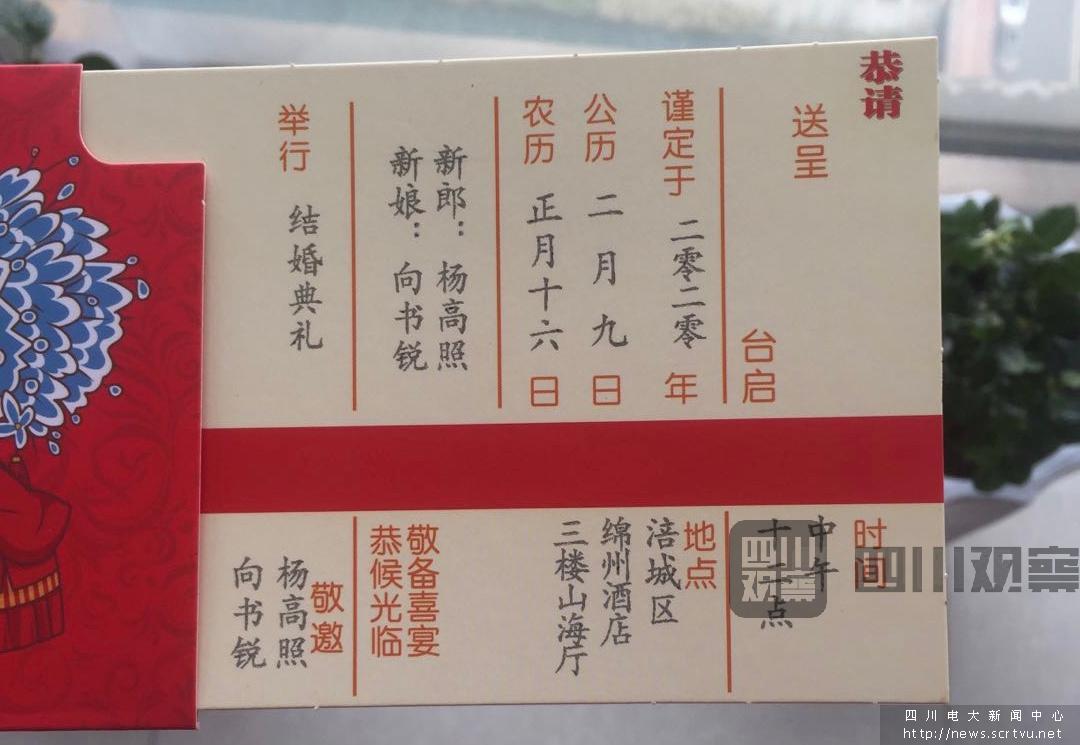 恭请
送呈
台启
谨定于 二零二零 年
公历 二月九 日
农历 正月十六 日
新郎：杨高照
新娘：向书锐
举行 结婚典礼
时间
中午
十二点
地点
涪城区
绵州酒店
三楼山海厅
敬备喜宴
恭候光临
敬邀
杨高照
向书锐
四川观察
四川观察
四川电大新闻中心
http://news.scrtvu.net